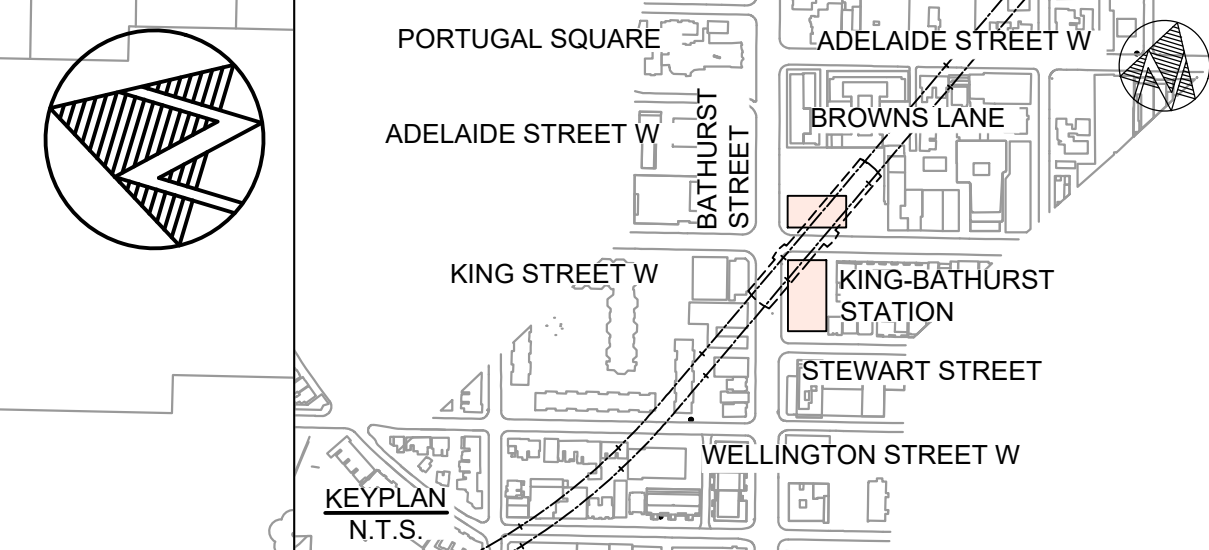 PORTUGAL SQUARE
ADELAIDE STREET W
ADELAIDE STREET W
BATHURST
STREET
BROWNS LANE
KING STREET W
KING-BATHURST
STATION
STEWART STREET
WELLINGTON STREET W
KEYPLAN
N.T.S.